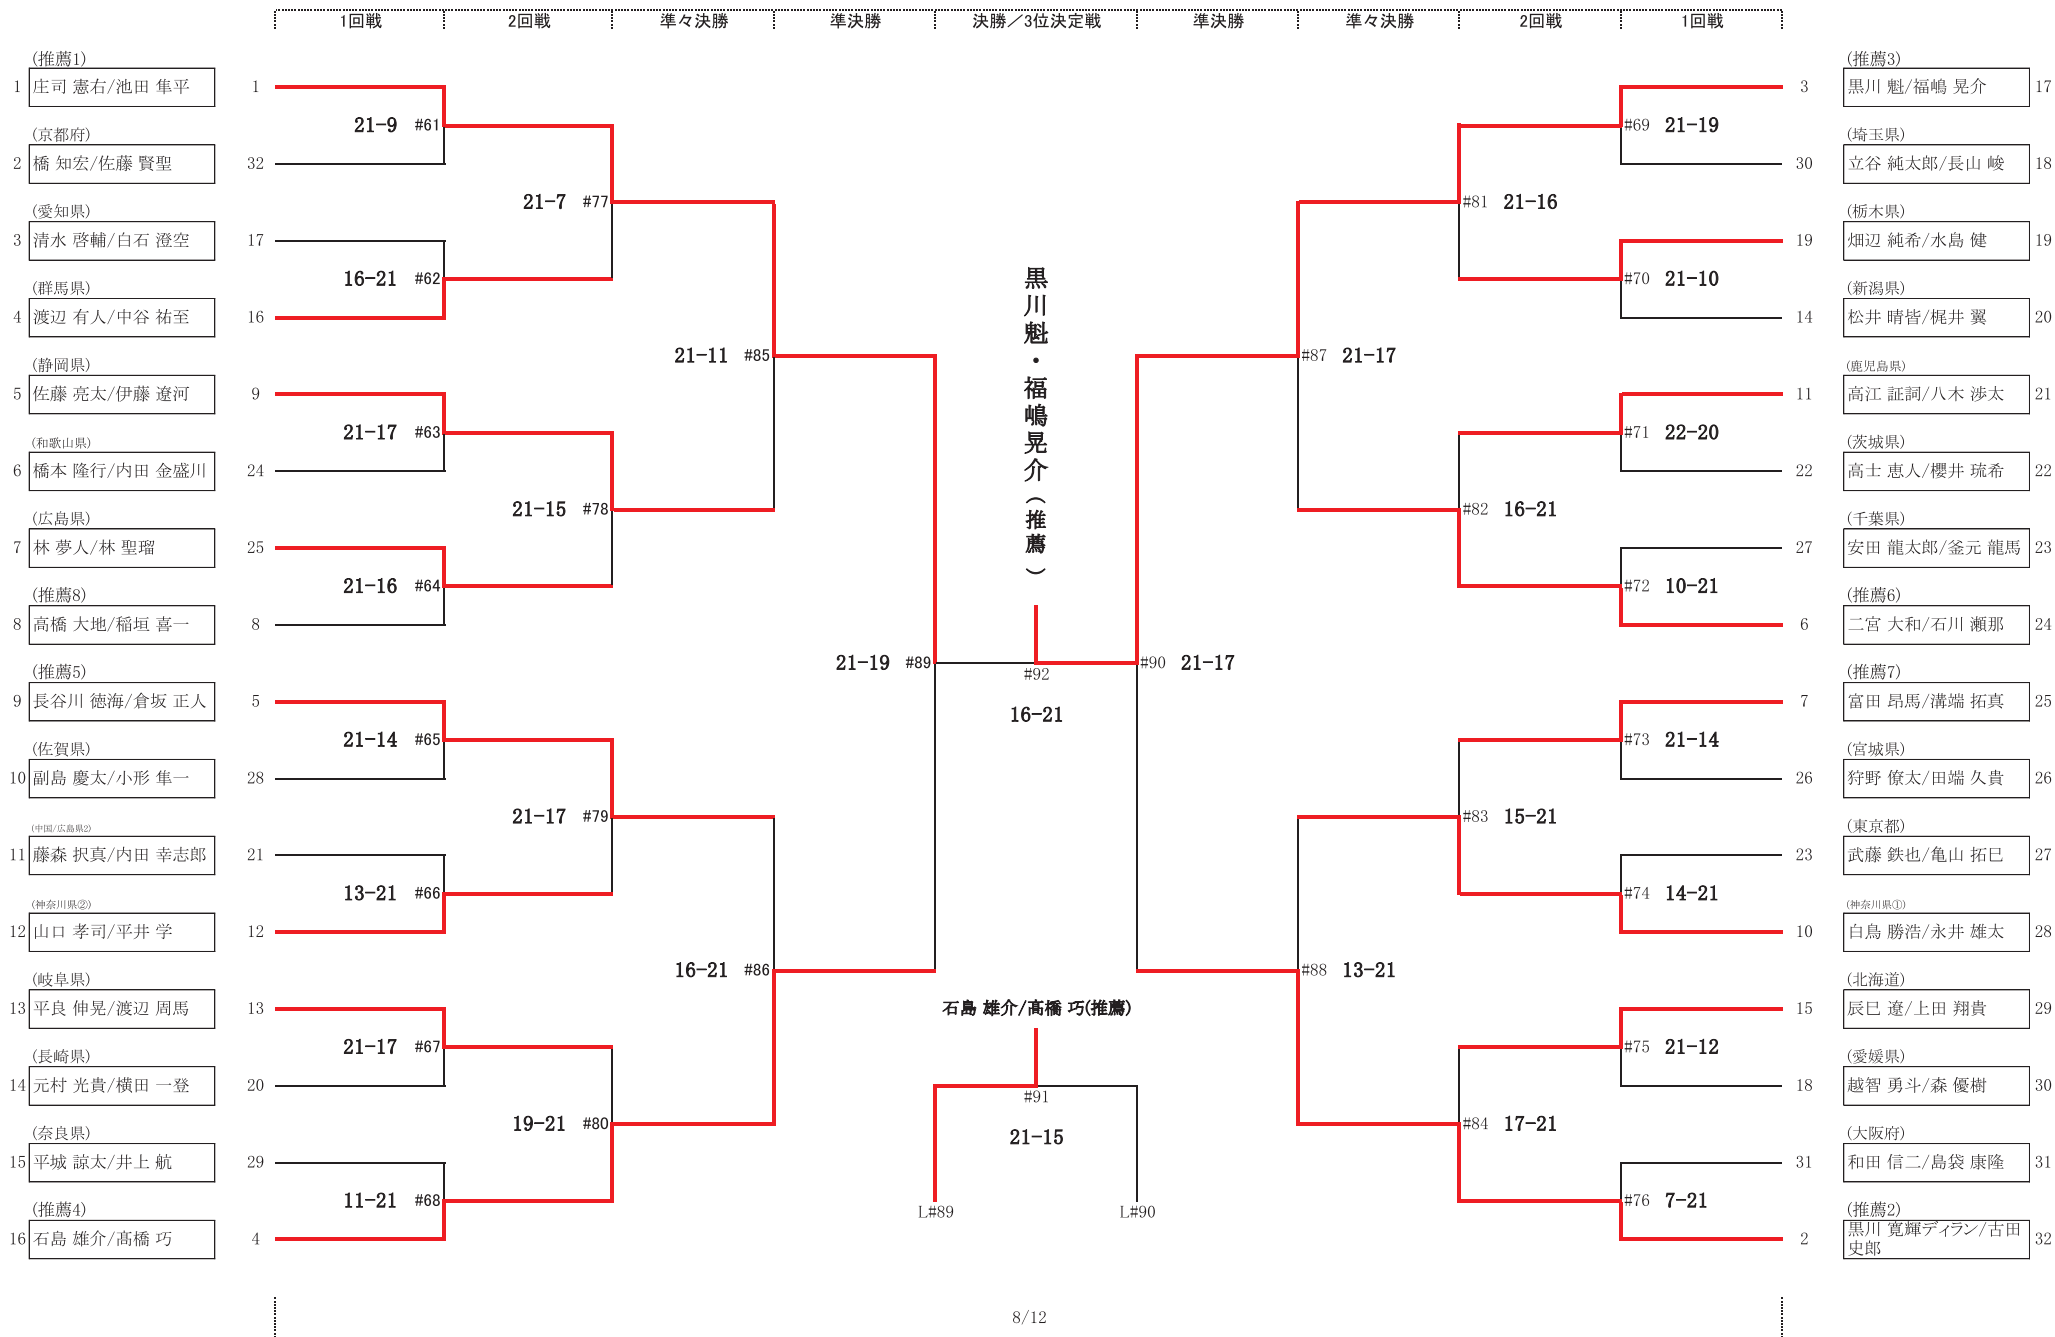 1回戦 2回戦 準々決勝 準決勝 決勝／3位決定戦 準決勝 準々決勝 2回戦 1回戦
(推薦1)
1 庄司 憲右/池田 隼平 1
21-9 #61
(京都府)
2 橋 知宏/佐藤 賢聖 32
21-7 #77
(愛知県)
3 清水 啓輔/白石 澄空 17
16-21 #62
(群馬県)
4 渡辺 有人/中谷 祐至 16
21-11 #85
(静岡県)
5 佐藤 亮太/伊藤 遼河 9
21-17 #63
(和歌山県)
6 橋本 隆行/内田 金盛川 24
21-15 #78
(広島県)
7 林 夢人/林 聖瑠 25
21-16 #64
(推薦8)
8 高橋 大地/稲垣 喜一 8
21-19 #89
(推薦5)
9 長谷川 徳海/倉坂 正人 5
21-14 #65
(佐賀県)
10 副島 慶太/小形 隼一 28
21-17 #79
(中国/広島県2)
11 藤森 択真/内田 幸志郎 21
13-21 #66
(神奈川県②)
12 山口 孝司/平井 学 12
16-21 #86
(岐阜県)
13 平良 伸晃/渡辺 周馬 13
21-17 #67
(長崎県)
14 元村 光貴/横田 一登 20
19-21 #80
(奈良県)
15 平城 諒太/井上 航 29
11-21 #68
(推薦4)
16 石島 雄介/髙橋 巧 4
黒川魁・福嶋晃介（推薦）
#92
16-21
石島 雄介/髙橋 巧(推薦)
#91
21-15
L#89 L#90
(推薦3)
3 黒川 魁/福嶋 晃介 17
#69 21-19
(埼玉県)
30 立谷 純太郎/長山 峻 18
#81 21-16
(栃木県)
19 畑辺 純希/水島 健 19
#70 21-10
(新潟県)
14 松井 晴皆/梶井 翼 20
#87 21-17
(鹿児島県)
11 高江 証詞/八木 渉太 21
#71 22-20
(茨城県)
22 高士 恵人/櫻井 琉希 22
#82 16-21
(千葉県)
27 安田 龍太郎/釜元 龍馬 23
#72 10-21
(推薦6)
6 二宮 大和/石川 瀬那 24
#90 21-17
(推薦7)
7 富田 昂馬/溝端 拓真 25
#73 21-14
(宮城県)
26 狩野 僚太/田端 久貴 26
#83 15-21
(東京都)
23 武藤 鉄也/亀山 拓巳 27
#74 14-21
(神奈川県①)
10 白鳥 勝浩/永井 雄太 28
#88 13-21
(北海道)
15 辰巳 遼/上田 翔貴 29
#75 21-12
(愛媛県)
18 越智 勇斗/森 優樹 30
#84 17-21
(大阪府)
31 和田 信二/島袋 康隆 31
#76 7-21
(推薦2)
2 黒川 寛輝ディラン/古田
史郎 32
8/12